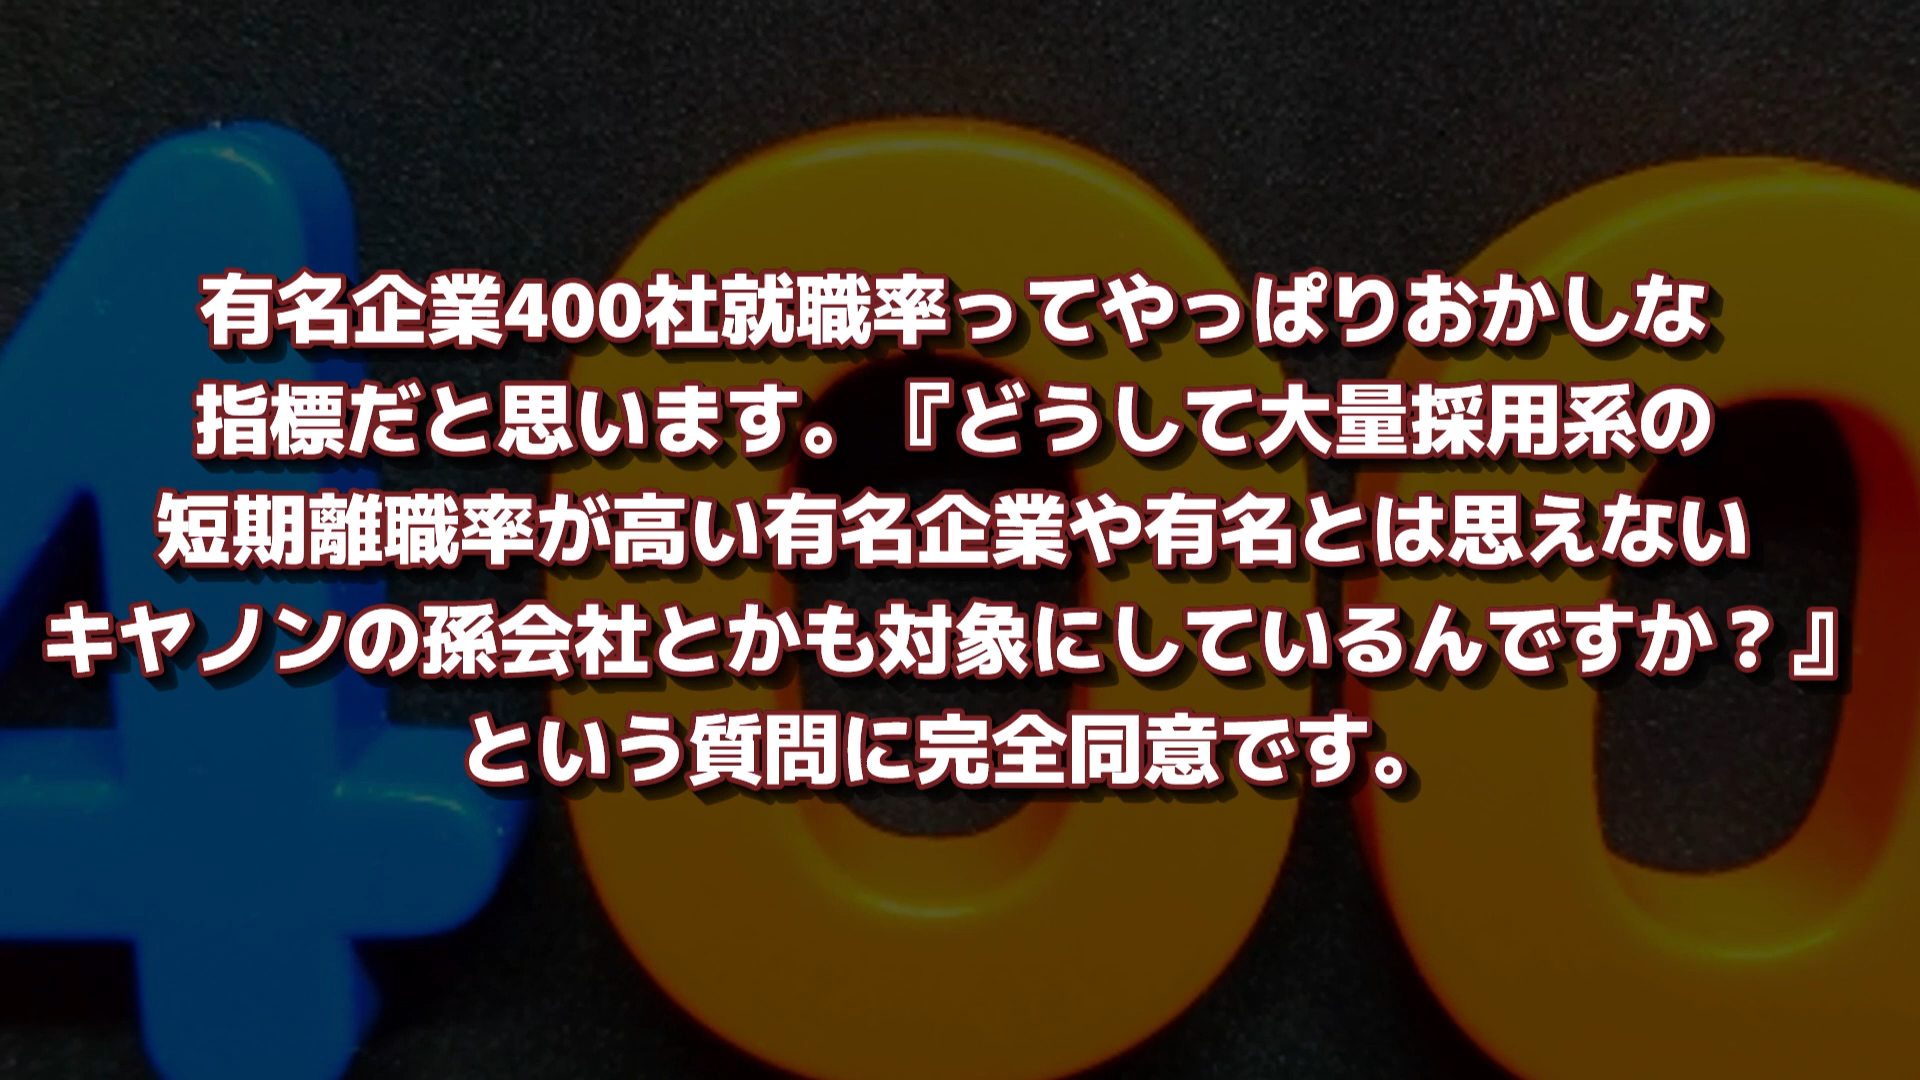 有名企業400社就職率ってやっぱりおかしな
指標だと思います。『どうして大量採用系の
短期離職率が高い有名企業や有名とは思えない
キヤノンの孫会社とかも対象にしているんですか？』
という質問に完全同意です。